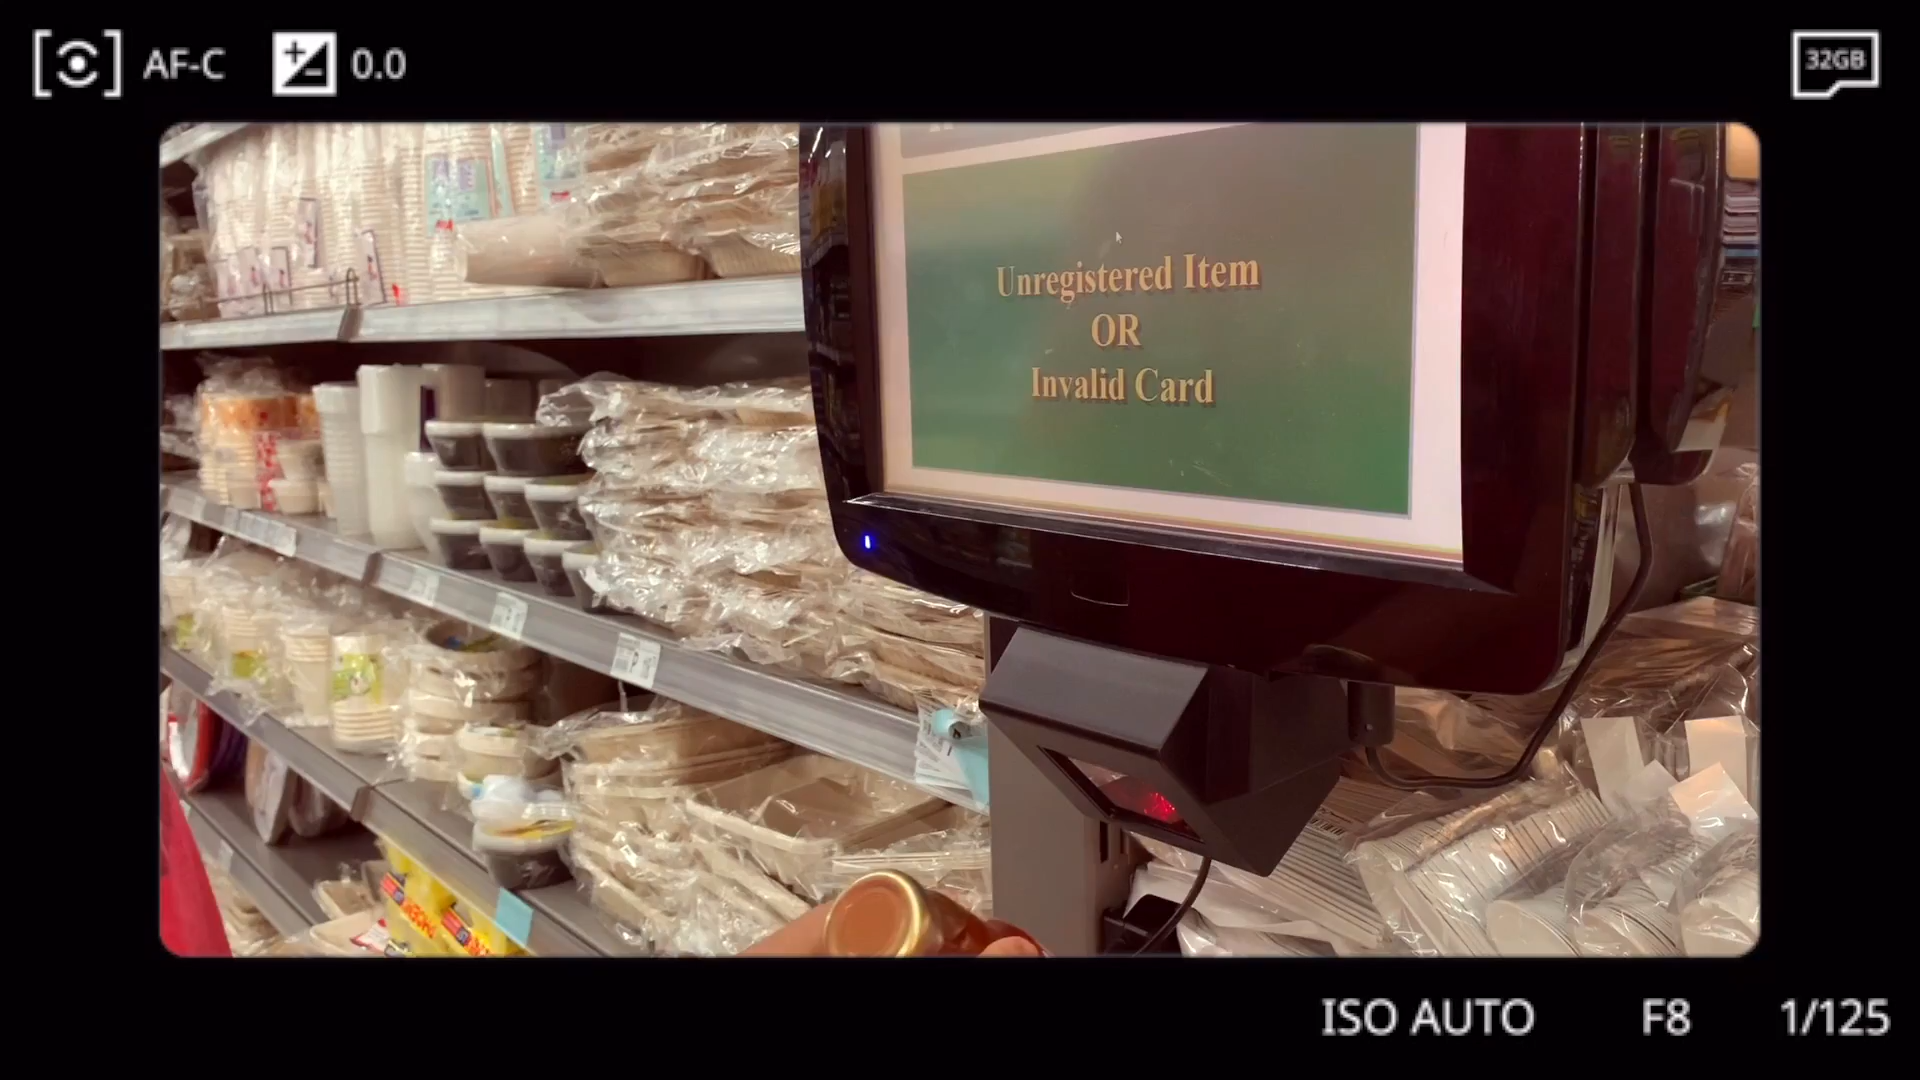 AF-C
0.0
32GB
Unregistered Item
OR
Invalid Card
ISO AUTO
F8
1/125